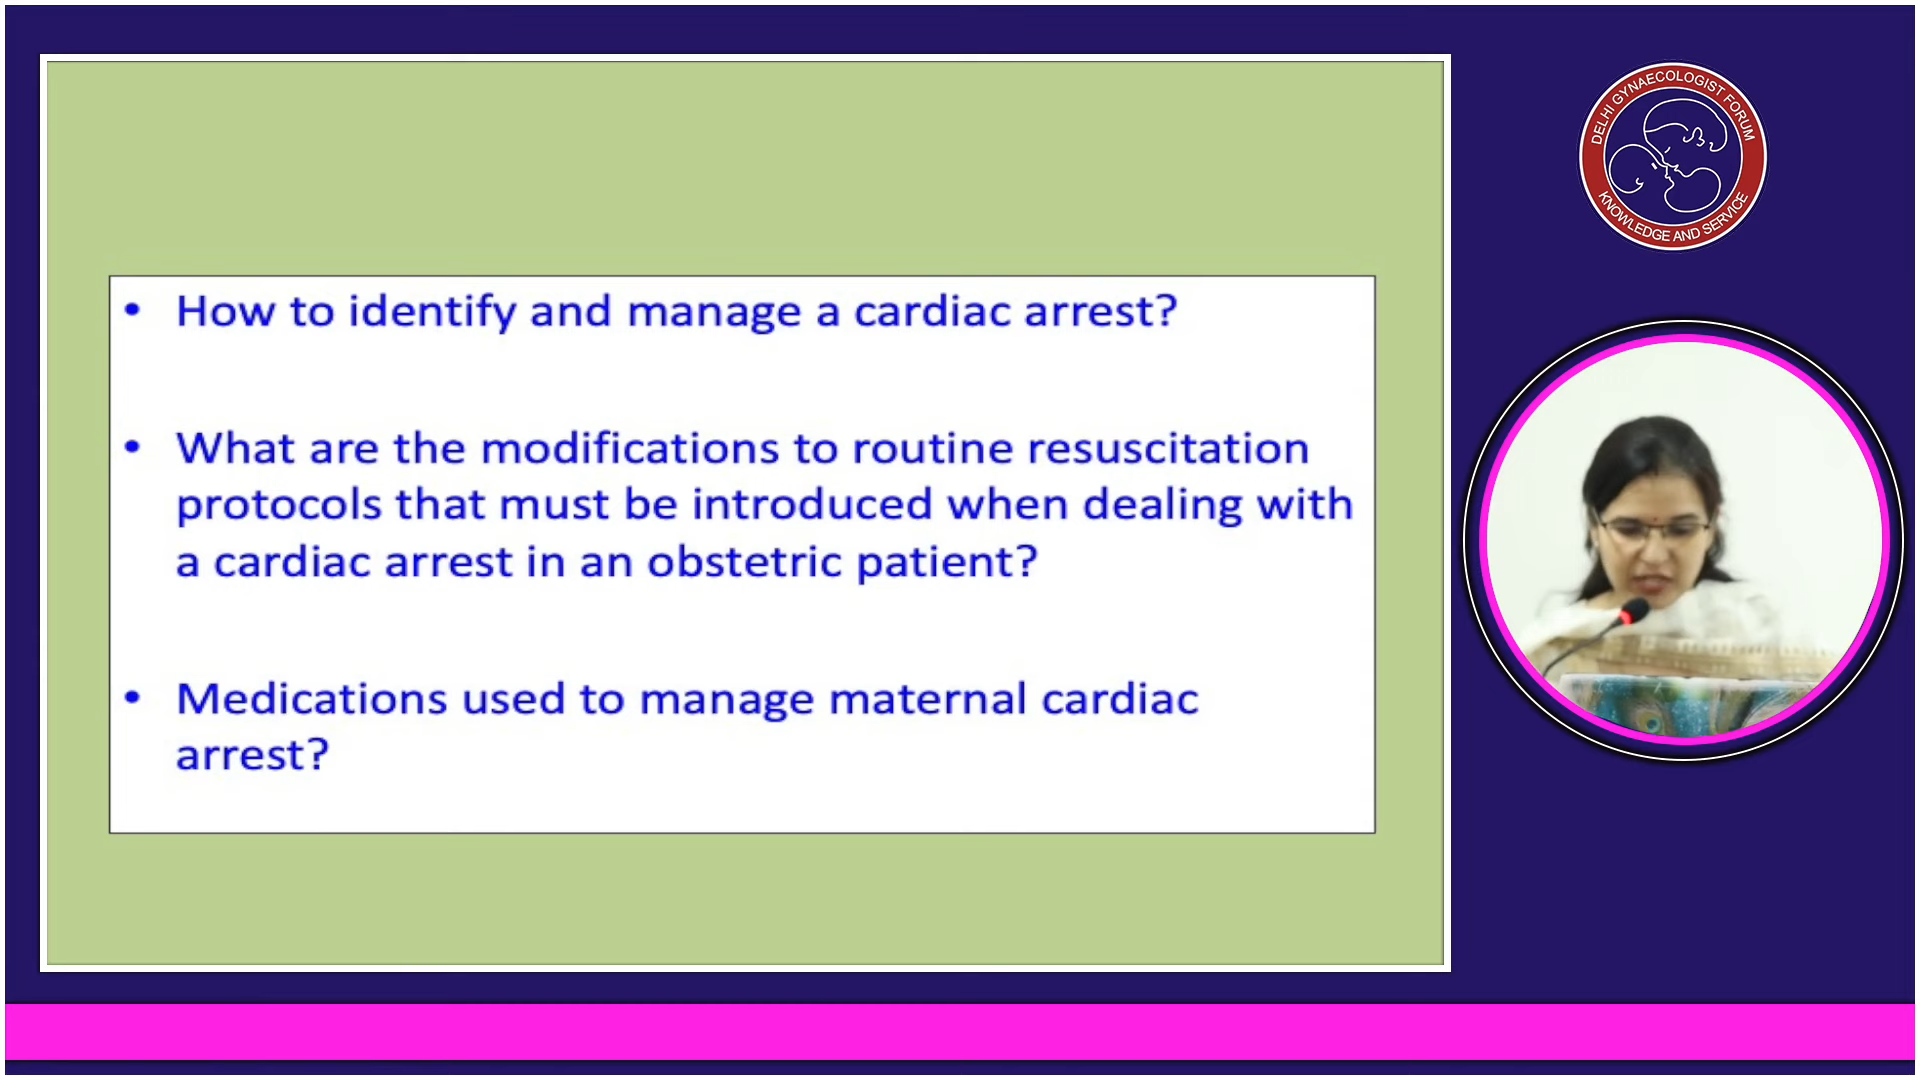 • How to identify and manage a cardiac arrest?
• What are the modifications to routine resuscitation
protocols that must be introduced when dealing with
a cardiac arrest in an obstetric patient?
• Medications used to manage maternal cardiac
arrest?
DELHI GYNAECOLOGIST FORUM
KNOWLEDGE AND SERVICE